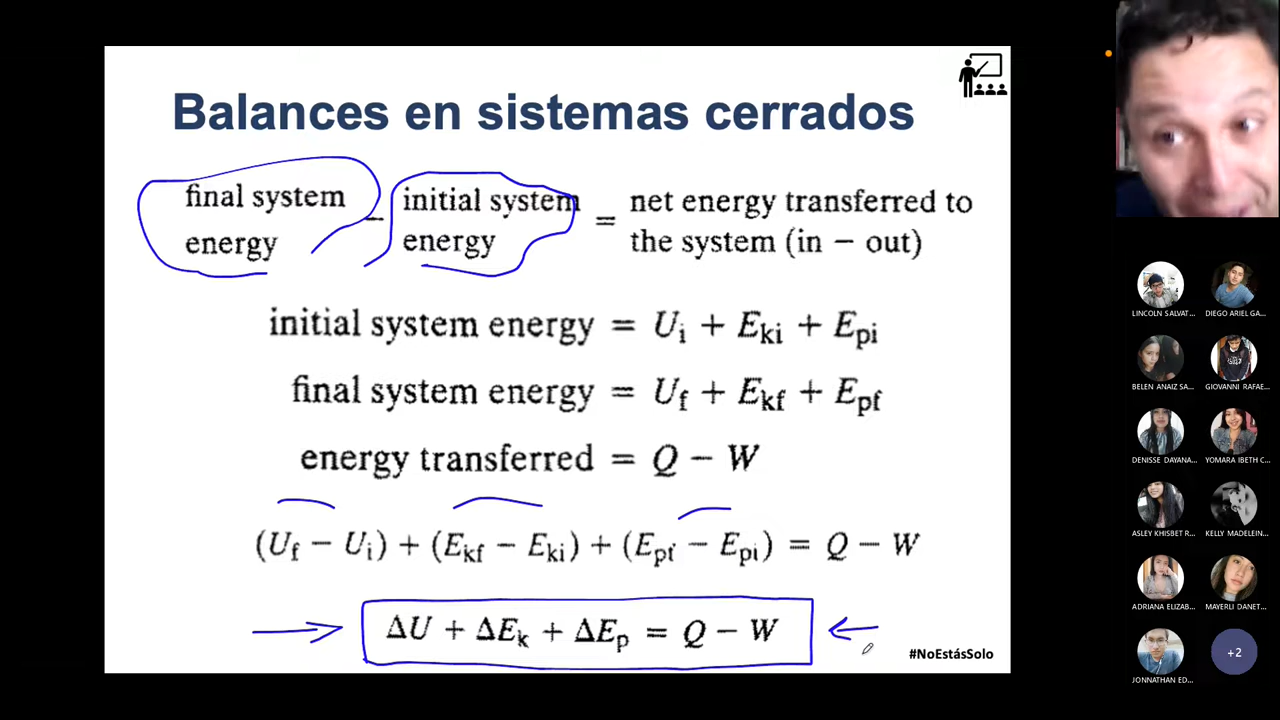 Balances en sistemas cerrados
final system energy − initial system energy = net energy transferred to the system (in − out)
initial system energy = Uᵢ + Eₖᵢ + Eₚᵢ
final system energy = U_f + E_kf + E_pf
energy transferred = Q − W
(U_f − Uᵢ) + (E_kf − Eₖᵢ) + (E_pf − Eₚᵢ) = Q − W
ΔU + ΔEₖ + ΔEₚ = Q − W
#NoEstásSolo
LINCOLN SALVAT...
DIEGO ARIEL GA...
BELEN ANAIZ SA...
GIOVANNI RAFAE...
DENISSE DAYANA...
YOMARA IBETH C...
ASLEY KHISBET R...
KELLY MADELEIN...
ADRIANA ELIZAB...
MAYERLI DANET...
JONNATHAN ED...
+2